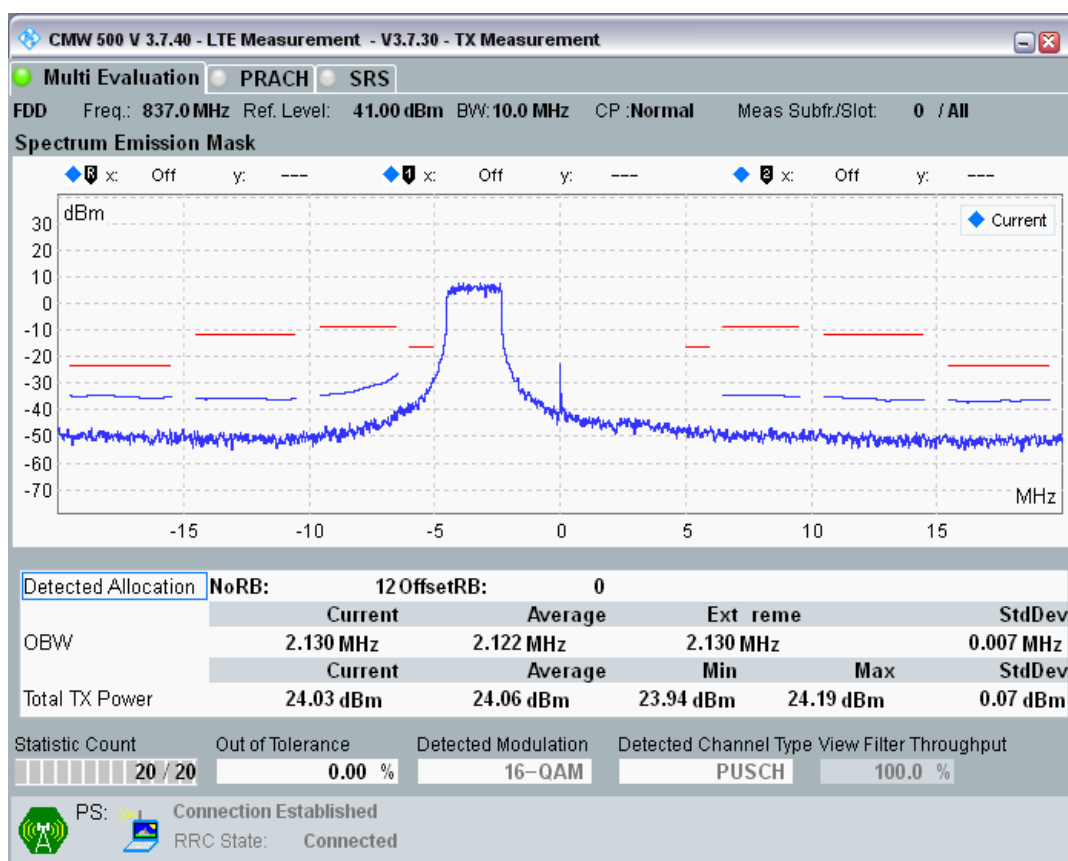 CMW 500 V 3.7.40 - LTE Measurement - V3.7.30 - TX Measurement
Multi Evaluation PRACH SRS
FDD Freq.: 837.0 MHz Ref. Level: 41.00 dBm BW: 10.0 MHz CP :Normal Meas Subfr./Slot: 0 / All
Spectrum Emission Mask
R x: Off y: --- 1 x: Off y: --- 2 x: Off y: ---
dBm
Current
30
20
10
0
-10
-20
-30
-40
-50
-60
-70
MHz
-15 -10 -5 0 5 10 15
Detected Allocation NoRB: 12 OffsetRB: 0
Current Average Ext reme StdDev
OBW 2.130 MHz 2.122 MHz 2.130 MHz 0.007 MHz
Current Average Min Max StdDev
Total TX Power 24.03 dBm 24.06 dBm 23.94 dBm 24.19 dBm 0.07 dBm
Statistic Count Out of Tolerance Detected Modulation Detected Channel Type View Filter Throughput
20 / 20 0.00 % 16-QAM PUSCH 100.0 %
PS: Connection Established
RRC State: Connected